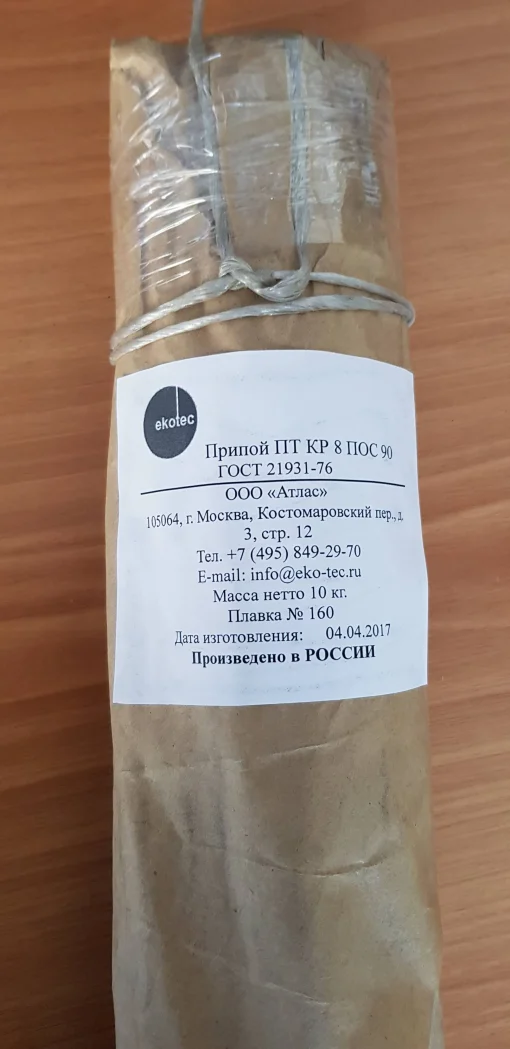 ekotec
Припой ПТ КР 8 ПОС 90
ГОСТ 21931-76
ООО «Атлас»
105064, г. Москва, Костомаровский пер., д.
3, стр. 12
Тел. +7 (495) 849-29-70
E-mail: info@eko-tec.ru
Масса нетто 10 кг.
Плавка № 160
Дата изготовления: 04.04.2017
Произведено в РОССИИ